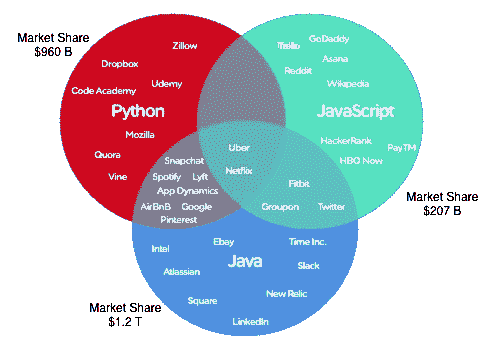 Market Share
$960 B
Zillow
Dropbox
Udemy
Code Academy
Python
Mozilla
Quora
Vine
Trello
GoDaddy
Asana
Reddit
Wikipedia
JavaScript
HackerRank
PayTM
HBO Now
Uber
Netflix
Snapchat
Spotify
Lyft
App Dynamics
AirBnB
Google
Pinterest
Fitbit
Groupon
Twitter
Market Share
$207 B
Intel
Ebay
Time Inc.
Java
Atlassian
Slack
Square
New Relic
LinkedIn
Market Share
$1.2 T